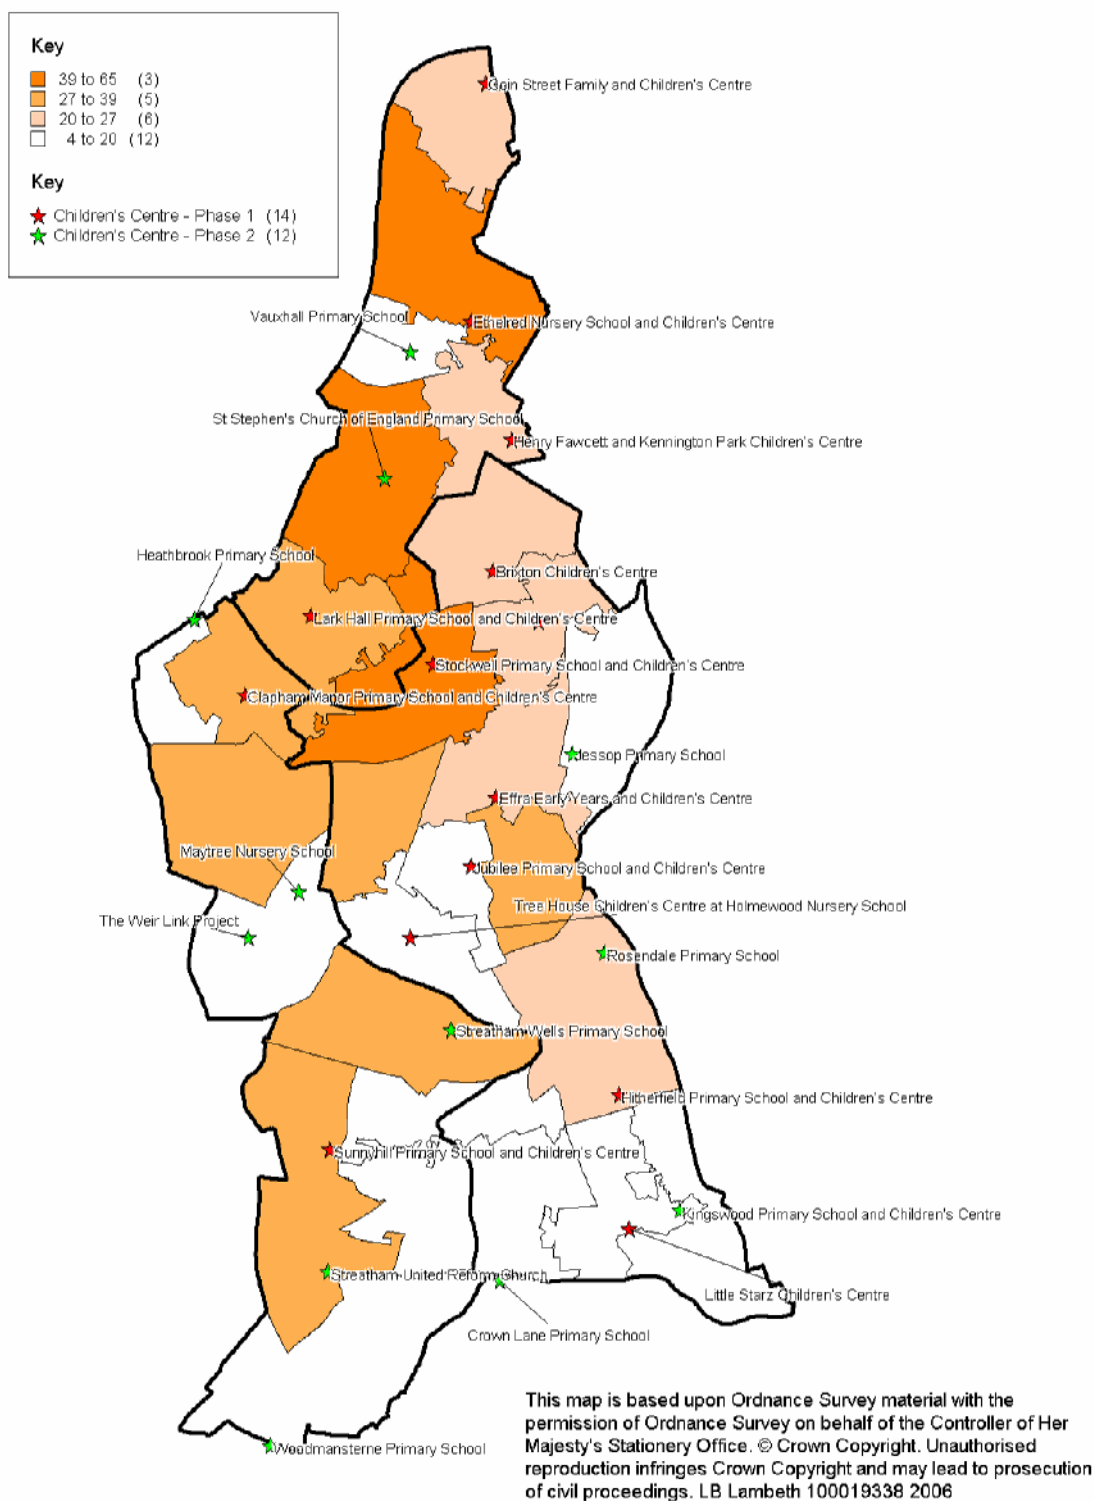 Key
39 to 65 (3)
27 to 39 (5)
20 to 27 (6)
4 to 20 (12)
Key
Children's Centre - Phase 1 (14)
Children's Centre - Phase 2 (12)
Coin Street Family and Children's Centre
Vauxhall Primary School
Ethelred Nursery School and Children's Centre
St Stephen's Church of England Primary School
Henry Fawcett and Kennington Park Children's Centre
Heathbrook Primary School
Brixton Children's Centre
Lark Hall Primary School and Children's Centre
Stockwell Primary School and Children's Centre
Clapham Manor Primary School and Children's Centre
Jessop Primary School
Effra Early Years and Children's Centre
Maytree Nursery School
Jubilee Primary School and Children's Centre
Tree House Children's Centre at Holmewood Nursery School
The Weir Link Project
Rosendale Primary School
Streatham Wells Primary School
Hitherfield Primary School and Children's Centre
Sunnyhill Primary School and Children's Centre
Kingswood Primary School and Children's Centre
Streatham United Reform Church
Little Starz Children's Centre
Crown Lane Primary School
Woodmansterne Primary School
This map is based upon Ordnance Survey material with the
permission of Ordnance Survey on behalf of the Controller of Her
Majesty's Stationery Office. © Crown Copyright. Unauthorised
reproduction infringes Crown Copyright and may lead to prosecution
of civil proceedings. LB Lambeth 100019338 2006